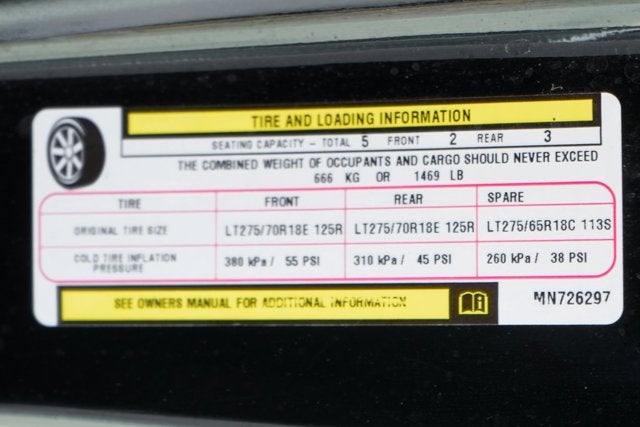 TIRE AND LOADING INFORMATION
SEATING CAPACITY - TOTAL 5 FRONT 2 REAR 3
THE COMBINED WEIGHT OF OCCUPANTS AND CARGO SHOULD NEVER EXCEED
666 KG OR 1469 LB
TIRE FRONT REAR SPARE
ORIGINAL TIRE SIZE LT275/70R18E 125R LT275/70R18E 125R LT275/65R18C 113S
COLD TIRE INFLATION PRESSURE 380 kPa / 55 PSI 310 kPa / 45 PSI 260 kPa / 38 PSI
SEE OWNERS MANUAL FOR ADDITIONAL INFORMATION
MN726297